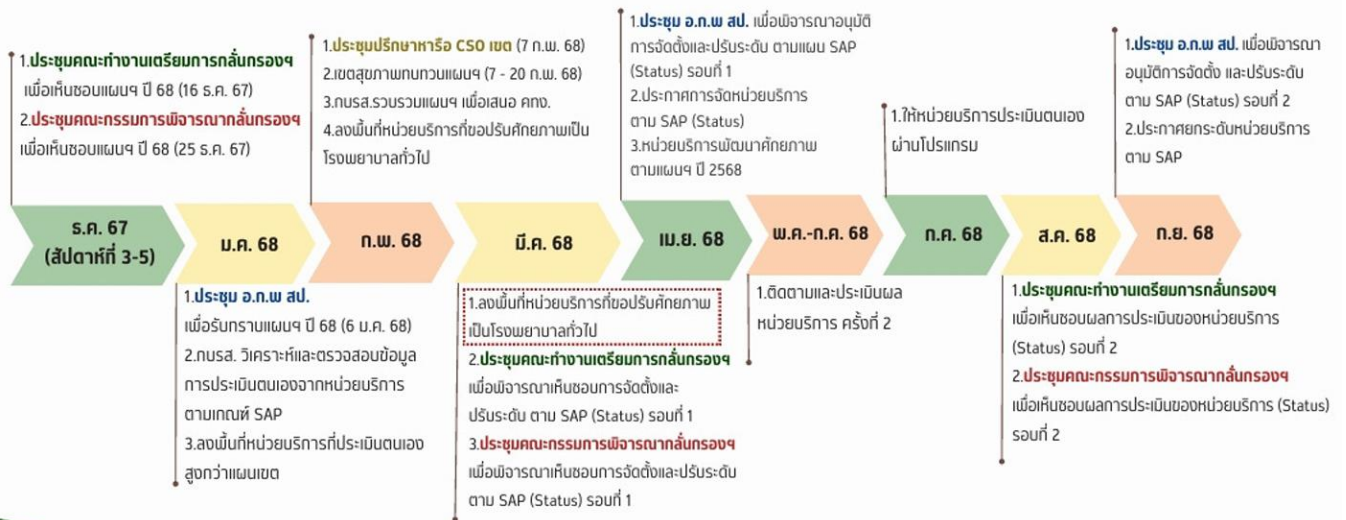 1.ประชุมคณะทำงานเตรียมการกลั่นกรองฯ
เพื่อเห็นชอบแผนฯ ปี 68 (16 ธ.ค. 67)
2.ประชุมคณะกรรมการพิจารณากลั่นกรองฯ
เพื่อเห็นชอบแผนฯ ปี 68 (25 ธ.ค. 67)
1.ประชุมปรึกษาหารือ CSO เขต (7 ก.พ. 68)
2.เขตสุขภาพทบทวนแผนฯ (7 - 20 ก.พ. 68)
3.กบรส.รวบรวมแผนฯ เพื่อเสนอ คทง.
4.ลงพื้นที่หน่วยบริการที่ขอปรับศักยภาพเป็น
โรงพยาบาลทั่วไป
1.ประชุม อ.ก.พ สป. เพื่อพิจารณาอนุมัติ
การจัดตั้งและปรับระดับ ตามแผน SAP
(Status) รอบที่ 1
2.ประกาศการจัดหน่วยบริการ
ตาม SAP (Status)
3.หน่วยบริการพัฒนาศักยภาพ
ตามแผนฯ ปี 2568
1.ให้หน่วยบริการประเมินตนเอง
ผ่านโปรแกรม
1.ประชุม อ.ก.พ สป. เพื่อพิจารณา
อนุมัติการจัดตั้ง และปรับระดับ
ตาม SAP (Status) รอบที่ 2
2.ประกาศยกระดับหน่วยบริการ
ตาม SAP
ธ.ค. 67
(สัปดาห์ที่ 3-5)
ม.ค. 68
ก.พ. 68
มี.ค. 68
เม.ย. 68
พ.ค.-ก.ค. 68
ก.ค. 68
ส.ค. 68
ก.ย. 68
1.ประชุม อ.ก.พ สป.
เพื่อรับทราบแผนฯ ปี 68 (6 ม.ค. 68)
2.กบรส. วิเคราะห์และตรวจสอบข้อมูล
การประเมินตนเองจากหน่วยบริการ
ตามเกณฑ์ SAP
3.ลงพื้นที่หน่วยบริการที่ประเมินตนเอง
สูงกว่าแผนเขต
1.ลงพื้นที่หน่วยบริการที่ขอปรับศักยภาพ
เป็นโรงพยาบาลทั่วไป
2.ประชุมคณะทำงานเตรียมการกลั่นกรองฯ
เพื่อพิจารณาเห็นชอบการจัดตั้งและ
ปรับระดับ ตาม SAP (Status) รอบที่ 1
3.ประชุมคณะกรรมการพิจารณากลั่นกรองฯ
เพื่อพิจารณาเห็นชอบการจัดตั้งและปรับระดับ
ตาม SAP (Status) รอบที่ 1
1.ติดตามและประเมินผล
หน่วยบริการ ครั้งที่ 2
1.ประชุมคณะทำงานเตรียมการกลั่นกรองฯ
เพื่อเห็นชอบผลการประเมินของหน่วยบริการ
(Status) รอบที่ 2
2.ประชุมคณะกรรมการพิจารณากลั่นกรองฯ
เพื่อเห็นชอบผลการประเมินของหน่วยบริการ (Status)
รอบที่ 2